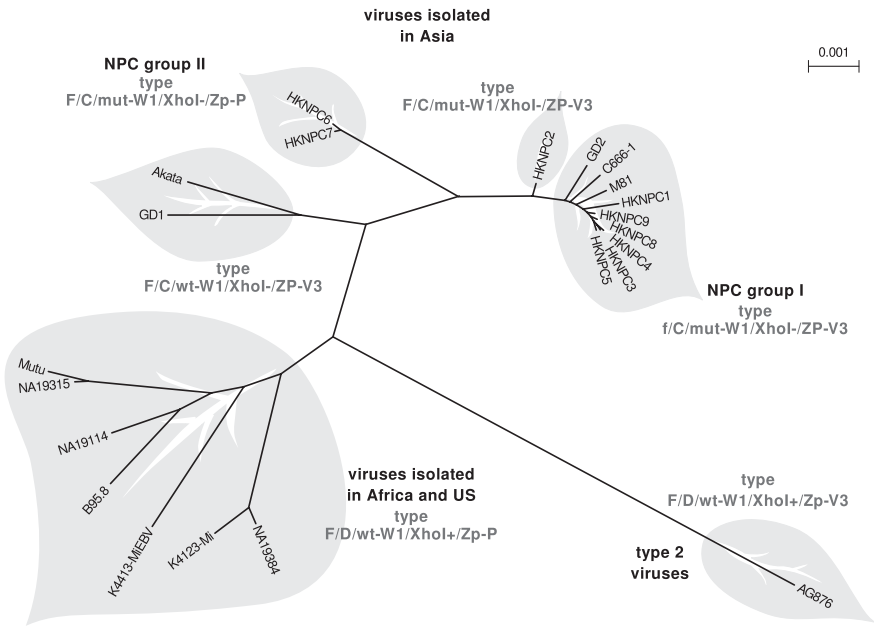 viruses isolated
in Asia
0.001
NPC group II
type
F/C/mut-W1/XhoI-/Zp-P
type
F/C/mut-W1/XhoI-/ZP-V3
HKNPC6
HKNPC7
HKNPC2
GD2
C666-1
M81
HKNPC1
HKNPC9
HKNPC8
HKNPC4
HKNPC3
HKNPC5
Akata
GD1
type
F/C/wt-W1/XhoI-/ZP-V3
NPC group I
type
f/C/mut-W1/XhoI-/ZP-V3
Mutu
NA19315
NA19114
B95.8
K4413-MiEBV
K4123-Mi
NA19384
viruses isolated
in Africa and US
type
F/D/wt-W1/XhoI+/Zp-P
type
F/D/wt-W1/XhoI+/Zp-V3
type 2
viruses
AG876